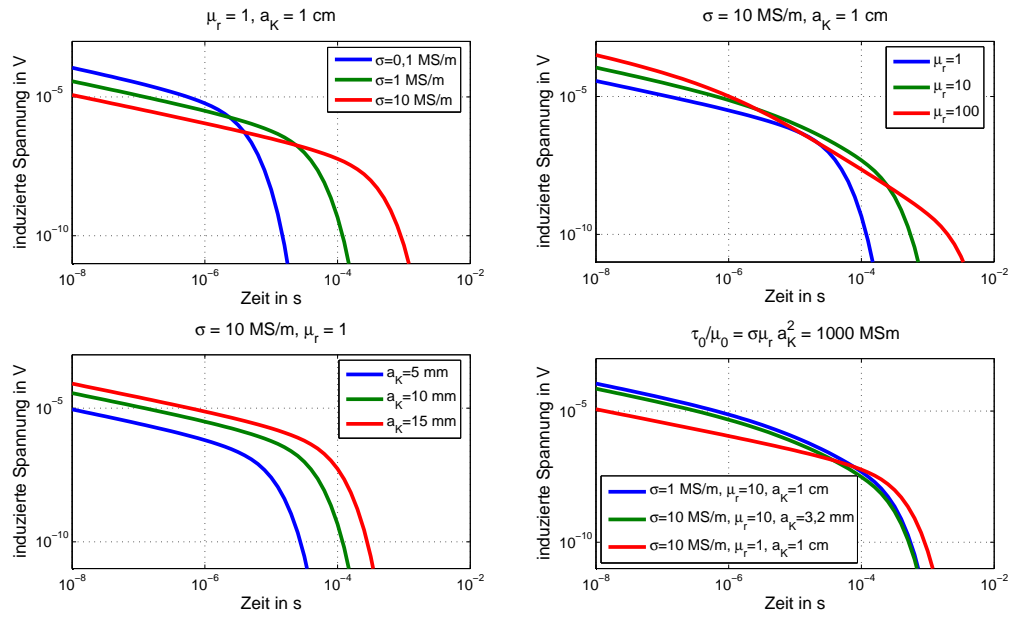 μr = 1, aK = 1 cm
induzierte Spannung in V
10−5
10−10
σ=0,1 MS/m
σ=1 MS/m
σ=10 MS/m
10−8
10−6
10−4
10−2
Zeit in s
σ = 10 MS/m, aK = 1 cm
induzierte Spannung in V
10−5
10−10
μr=1
μr=10
μr=100
10−8
10−6
10−4
10−2
Zeit in s
σ = 10 MS/m, μr = 1
induzierte Spannung in V
10−5
10−10
aK=5 mm
aK=10 mm
aK=15 mm
10−8
10−6
10−4
10−2
Zeit in s
τ0/μ0 = σμr aK2 = 1000 MSm
induzierte Spannung in V
10−5
10−10
σ=1 MS/m, μr=10, aK=1 cm
σ=10 MS/m, μr=10, aK=3,2 mm
σ=10 MS/m, μr=1, aK=1 cm
10−8
10−6
10−4
10−2
Zeit in s